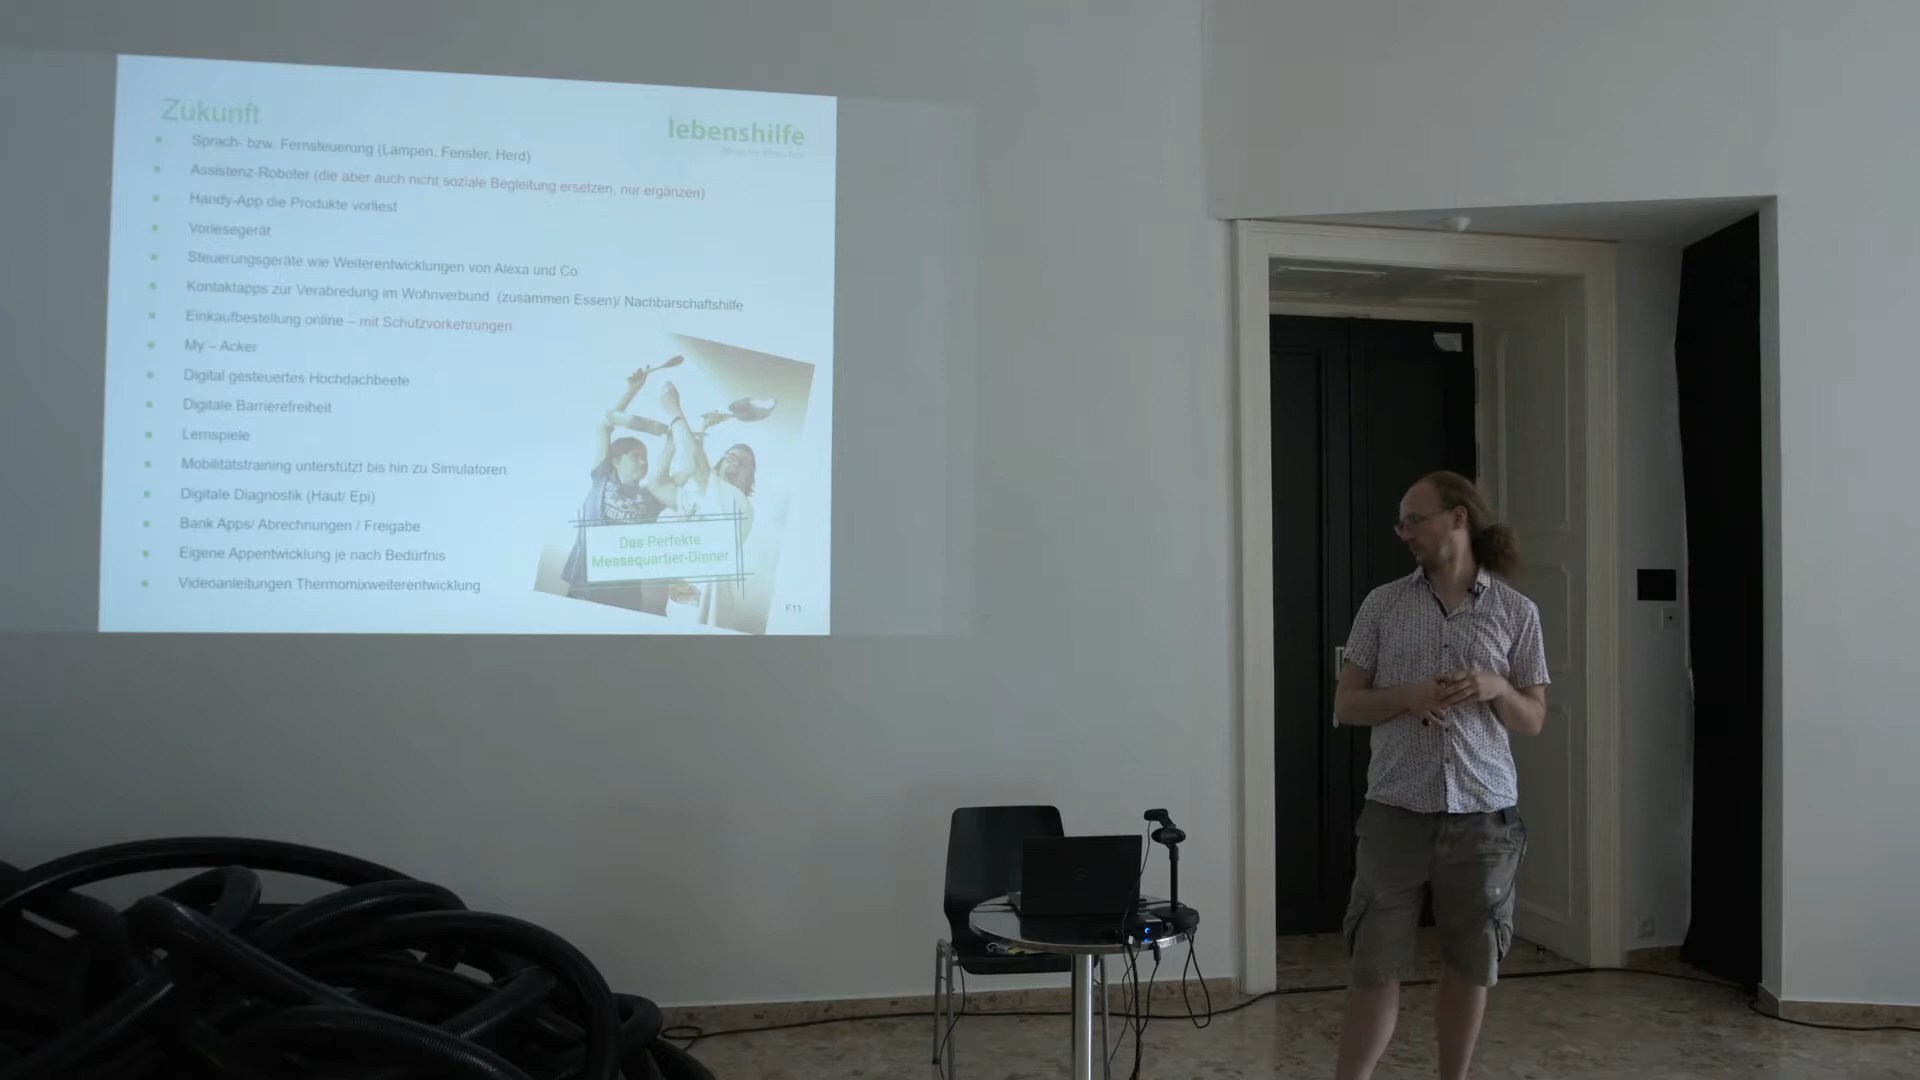 Zukunft
lebenshilfe
Sprach- bzw. Fernsteuerung (Lampen, Fenster, Herd)
Assistenz-Roboter (die aber auch nicht soziale Begleitung ersetzen, nur ergänzen)
Handy-App die Produkte vorliest
Vorlesegerät
Steuerungsgeräte wie Weiterentwicklungen von Alexa und Co
Kontaktapps zur Verabredung im Wohnverbund (zusammen Essen)/ Nachbarschaftshilfe
Einkaufbestellung online – mit Schutzvorkehrungen
My – Acker
Digital gesteuertes Hochdachbeete
Digitale Barrierefreiheit
Lernspiele
Mobilitätstraining unterstützt bis hin zu Simulatoren
Digitale Diagnostik (Haut/ Epi)
Bank Apps/ Abrechnungen / Freigabe
Eigene Appentwicklung je nach Bedürfnis
Videoanleitungen Thermomixweiterentwicklung
Das Perfekte
Messequartier-Dinner
F11